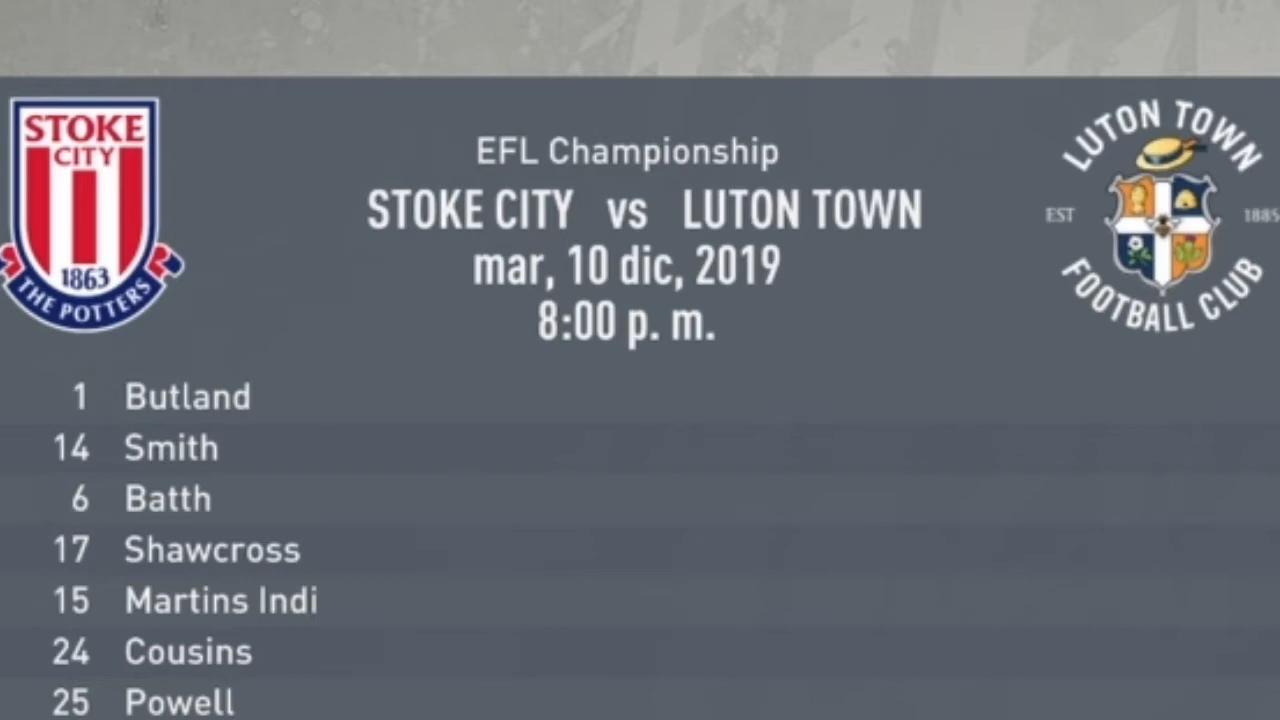 STOKE
CITY
1863
THE POTTERS
EFL Championship
STOKE CITY vs LUTON TOWN
mar, 10 dic, 2019
8:00 p. m.
LUTON TOWN
EST 1885
FOOTBALL CLUB
1 Butland
14 Smith
6 Batth
17 Shawcross
15 Martins Indi
24 Cousins
25 Powell